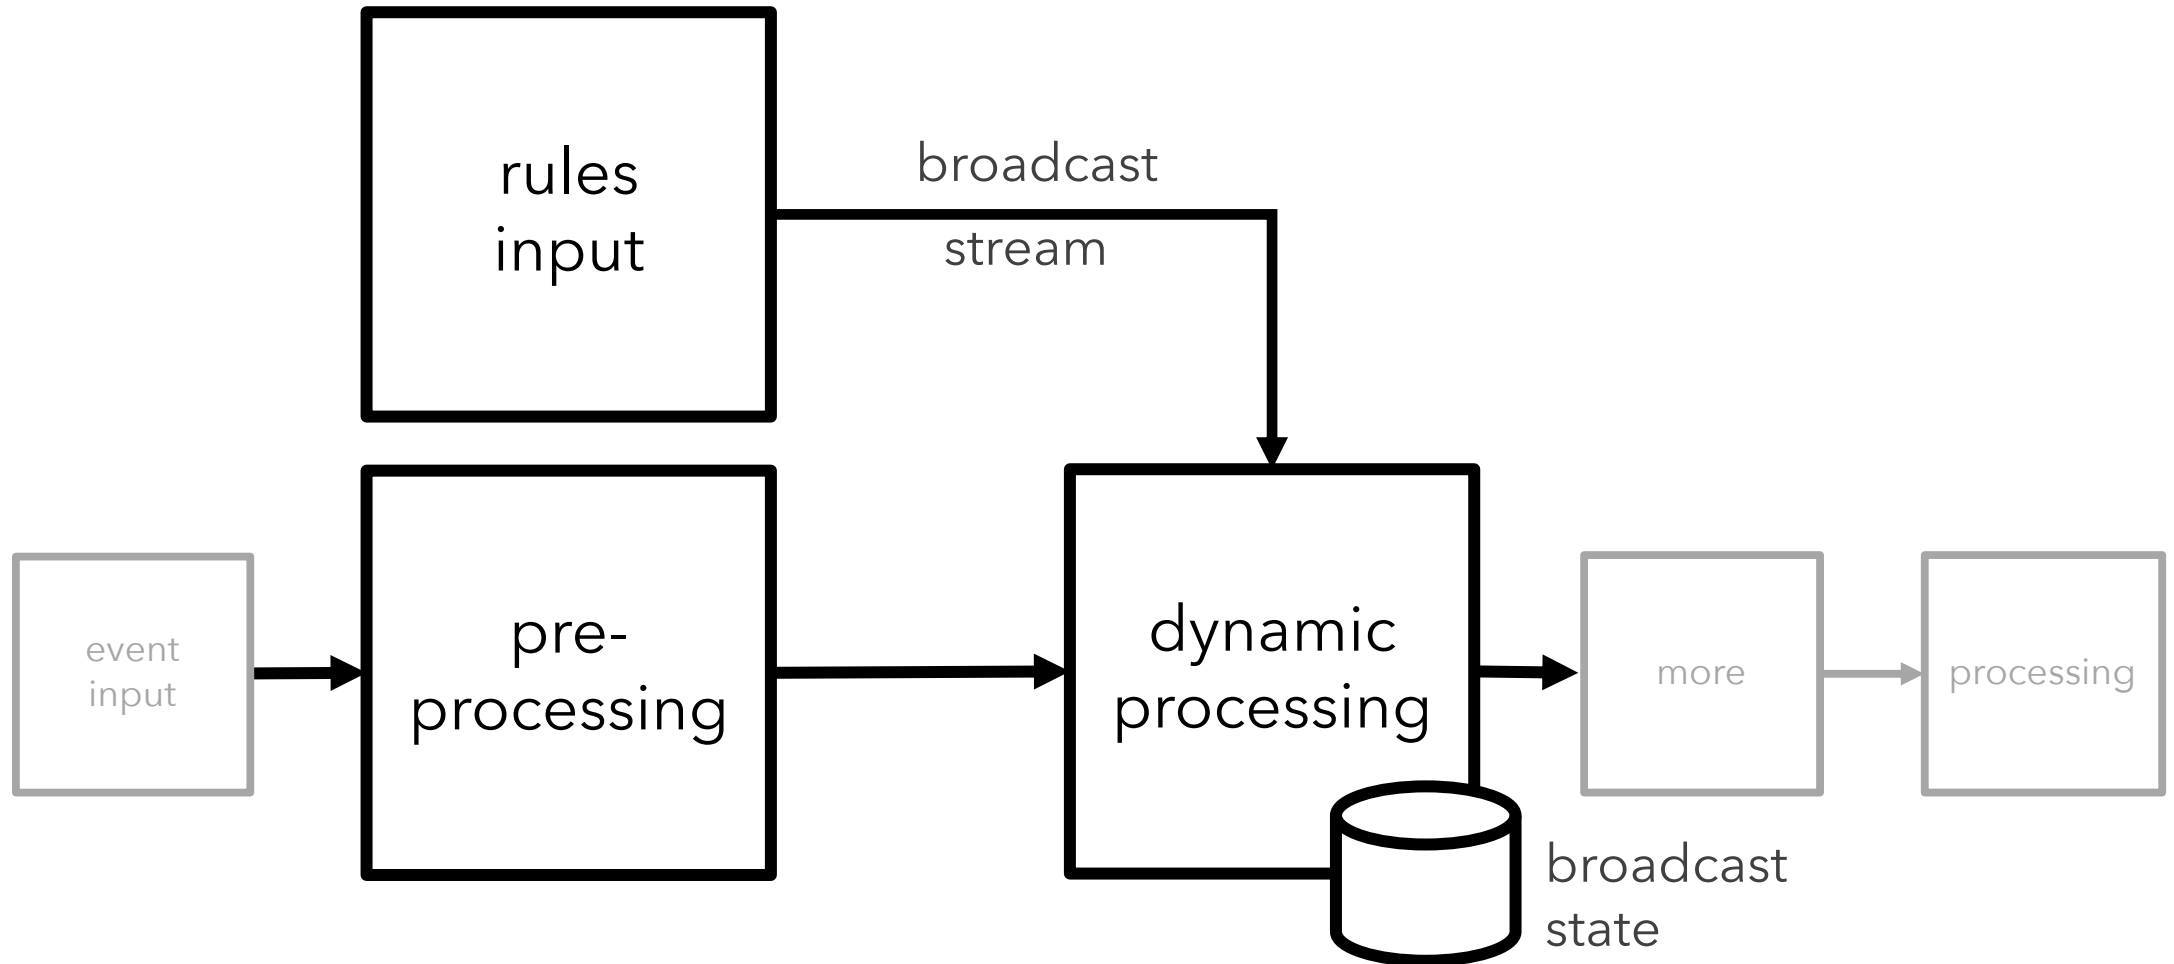 rules
input
broadcast
stream
event
input
pre-
processing
dynamic
processing
more
processing
broadcast
state